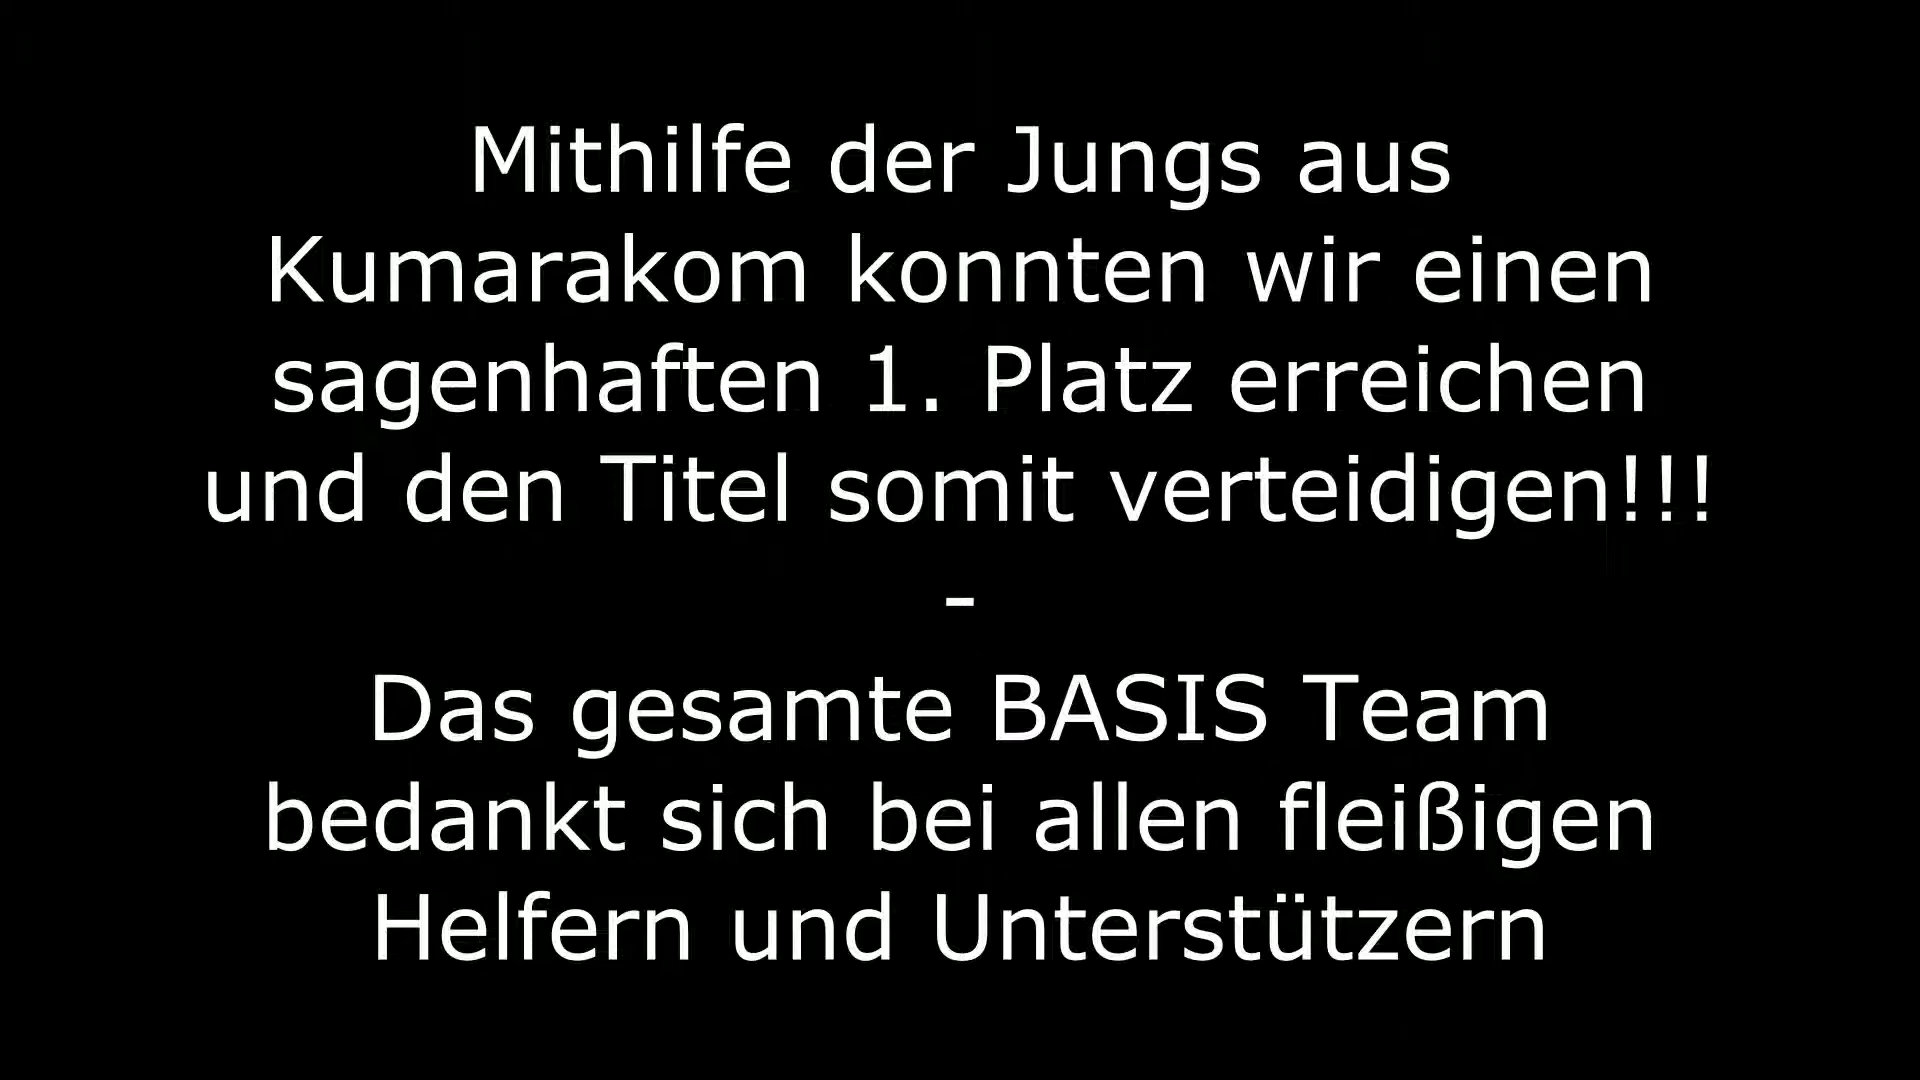 Mithilfe der Jungs aus
Kumarakom konnten wir einen
sagenhaften 1. Platz erreichen
und den Titel somit verteidigen!!!
-
Das gesamte BASIS Team
bedankt sich bei allen fleißigen
Helfern und Unterstützern